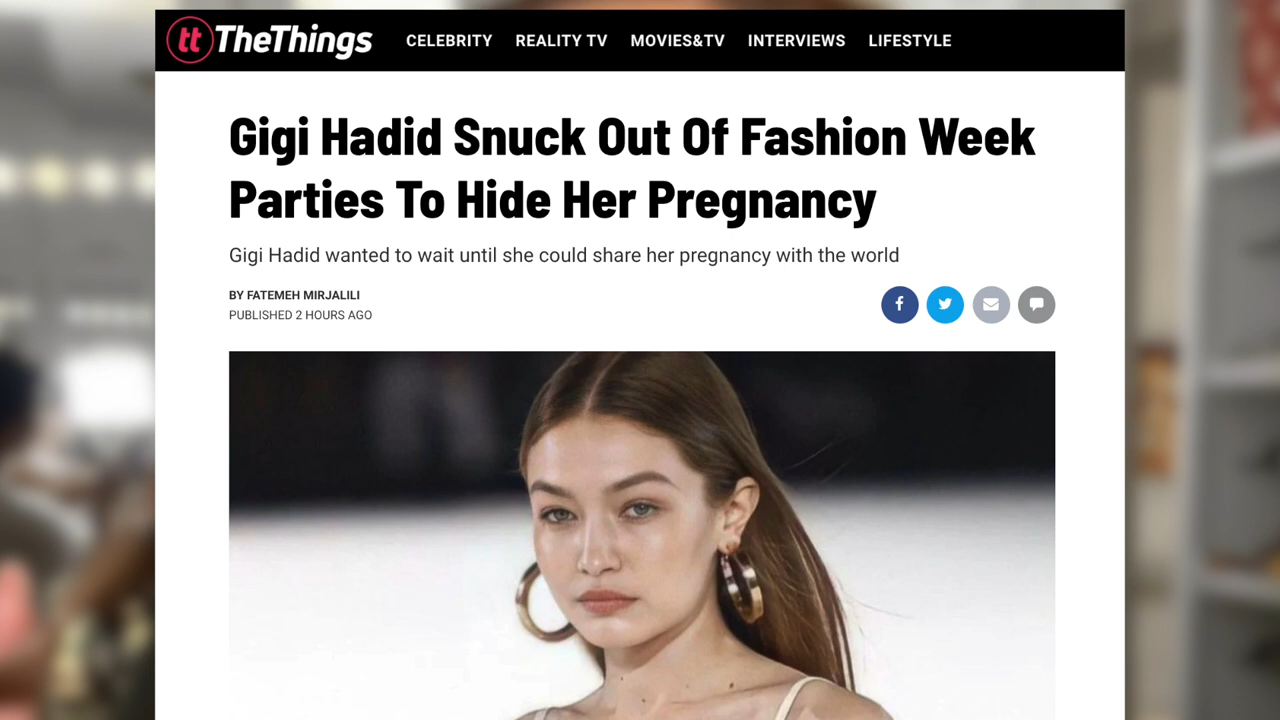 tt TheThings CELEBRITY REALITY TV MOVIES&TV INTERVIEWS LIFESTYLE
Gigi Hadid Snuck Out Of Fashion Week
Parties To Hide Her Pregnancy
Gigi Hadid wanted to wait until she could share her pregnancy with the world
BY FATEMEH MIRJALILI
PUBLISHED 2 HOURS AGO
f